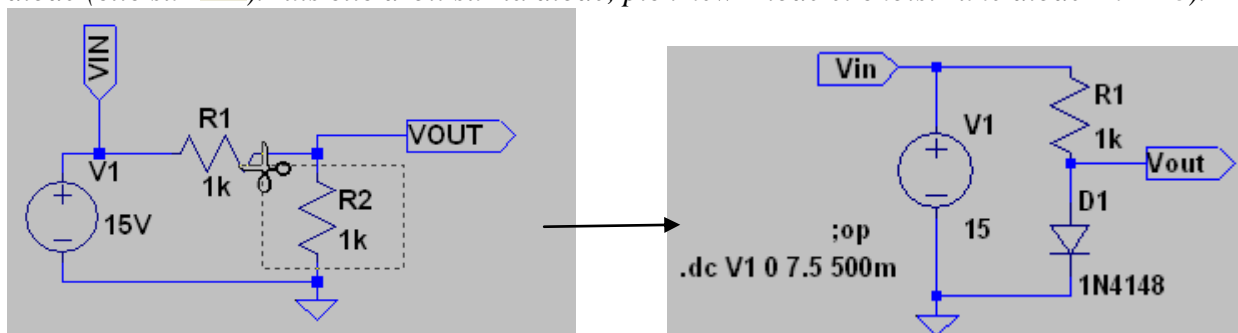 VIN
R1
1k
VOUT
V1
15V
R2
1k
Vin
R1
1k
V1
Vout
D1
15
;op
.dc V1 0 7.5 500m
1N4148